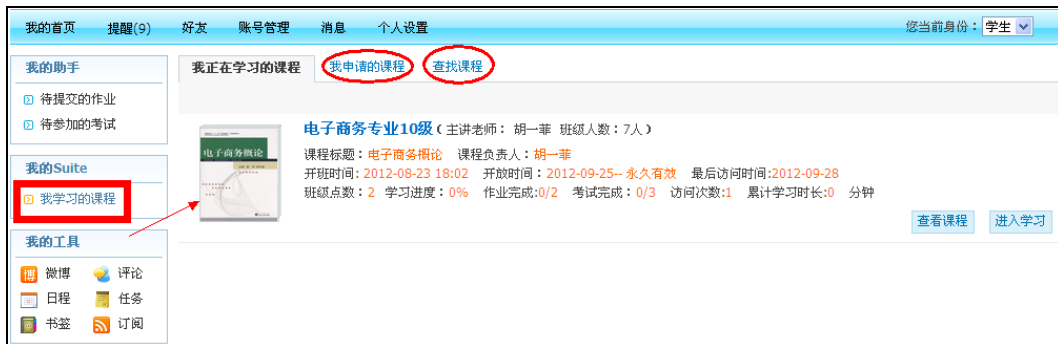 我的首页 提醒(9) 好友 账号管理 消息 个人设置 您当前身份：学生
我的助手
待提交的作业
待参加的考试
我的Suite
我学习的课程
我的工具
微博 评论
日程 任务
书签 订阅
我正在学习的课程 我申请的课程 查找课程
电子商务概论
电子商务专业10级（主讲老师： 胡一菲 班级人数：7人）
课程标题：电子商务概论 课程负责人：胡一菲
开班时间：2012-08-23 18:02 开放时间：2012-09-25-- 永久有效 最后访问时间:2012-09-28
班级点数：2 学习进度：0% 作业完成:0/2 考试完成：0/3 访问次数:1 累计学习时长:0 分钟
查看课程 进入学习